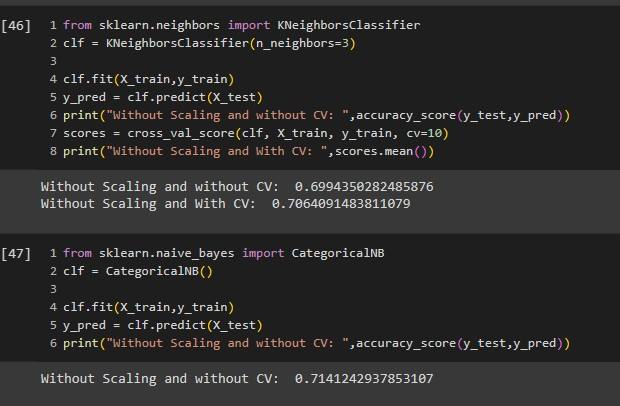 [46] 1 from sklearn.neighbors import KNeighborsClassifier
2 clf = KNeighborsClassifier(n_neighbors=3)
3
4 clf.fit(X_train,y_train)
5 y_pred = clf.predict(X_test)
6 print("Without Scaling and without CV: ",accuracy_score(y_test,y_pred))
7 scores = cross_val_score(clf, X_train, y_train, cv=10)
8 print("Without Scaling and With CV: ",scores.mean())
Without Scaling and without CV:  0.6994350282485876
Without Scaling and With CV:  0.7064091483811079
[47] 1 from sklearn.naive_bayes import CategoricalNB
2 clf = CategoricalNB()
3
4 clf.fit(X_train,y_train)
5 y_pred = clf.predict(X_test)
6 print("Without Scaling and without CV: ",accuracy_score(y_test,y_pred))
Without Scaling and without CV:  0.7141242937853107